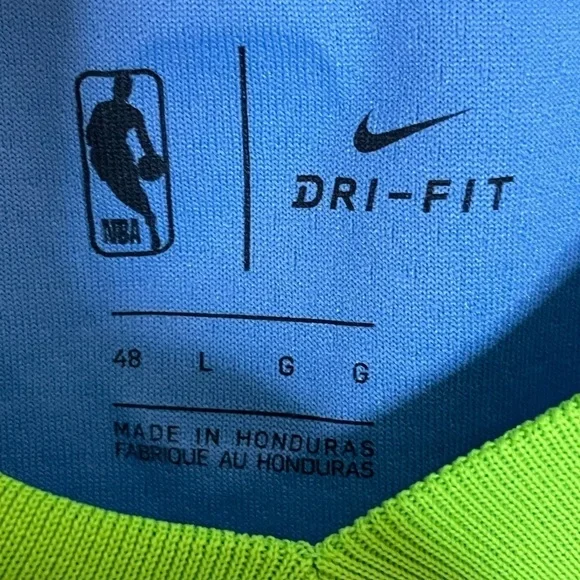 NBA
DRI-FIT
48 L G G
MADE IN HONDURAS
FABRIQUE AU HONDURAS